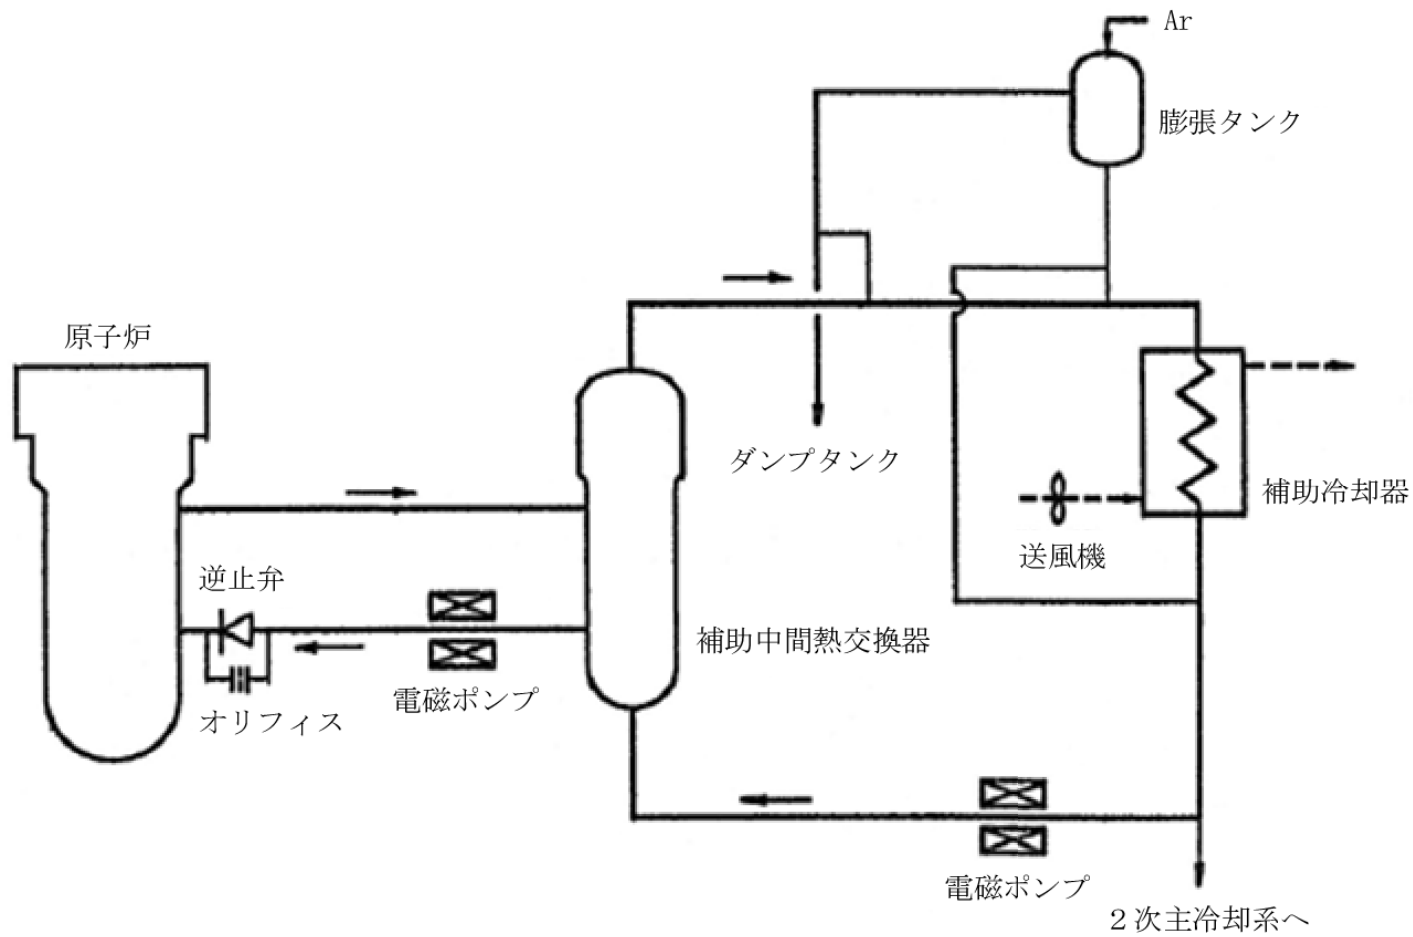 Ar
膨張タンク
原子炉
ダンプタンク
補助冷却器
送風機
逆止弁
補助中間熱交換器
電磁ポンプ
オリフィス
電磁ポンプ
２次主冷却系へ